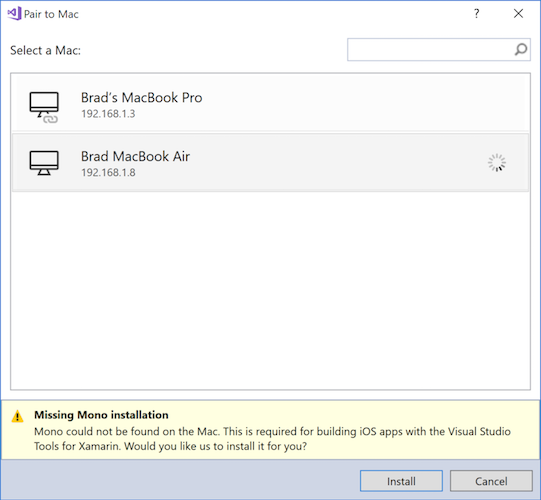 Pair to Mac
?
Select a Mac:
Brad's MacBook Pro
192.168.1.3
Brad MacBook Air
192.168.1.8
Missing Mono installation
Mono could not be found on the Mac. This is required for building iOS apps with the Visual Studio
Tools for Xamarin. Would you like us to install it for you?
Install
Cancel